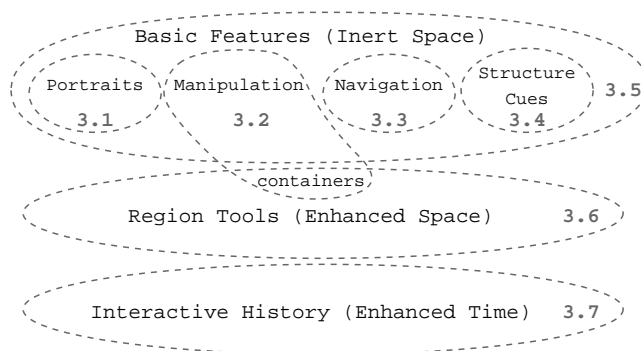 Basic Features (Inert Space)
Portraits Manipulation Navigation Structure
Cues 3.5
3.1 3.2 3.3 3.4
containers
Region Tools (Enhanced Space) 3.6
Interactive History (Enhanced Time) 3.7